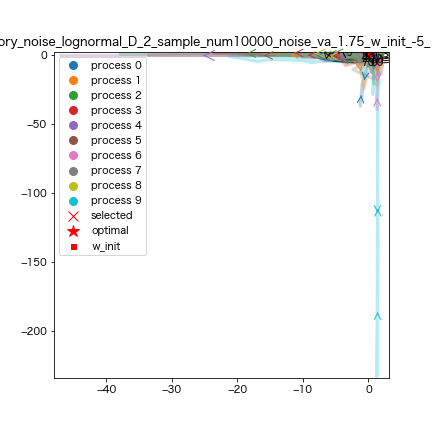 ory_noise_lognormal_D_2_sample_num10000_noise_va_1.75_w_init_-5_
0
−50
−100
−150
−200
process 0
process 1
process 2
process 3
process 4
process 5
process 6
process 7
process 8
process 9
selected
optimal
w_init
−40
−30
−20
−10
0